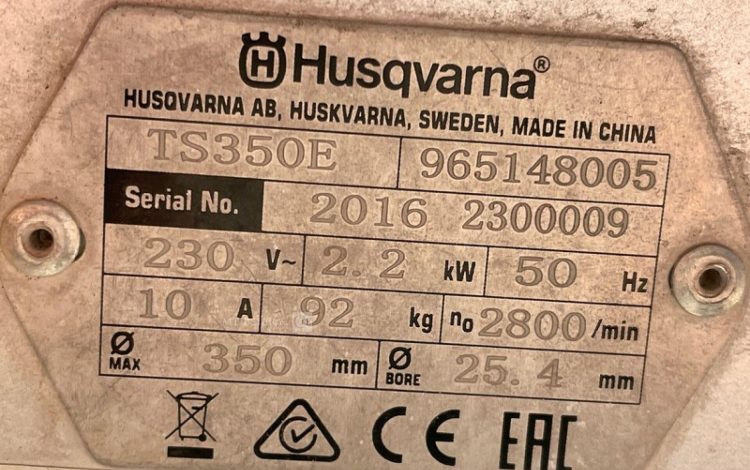 Husqvarna®
HUSQVARNA AB, HUSKVARNA, SWEDEN, MADE IN CHINA
TS350E 965148005
Serial No. 2016 2300009
230 V~ 2.2 kW 50 Hz
10 A 92 kg n₀ 2800 /min
Ø MAX 350 mm Ø BORE 25.4 mm
CE EAC